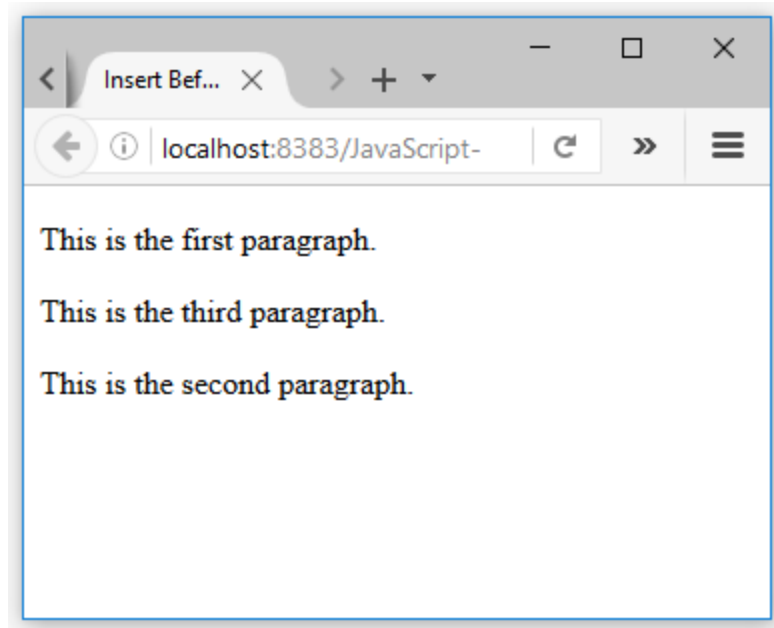 Insert Bef...
localhost:8383/JavaScript-
This is the first paragraph.
This is the third paragraph.
This is the second paragraph.